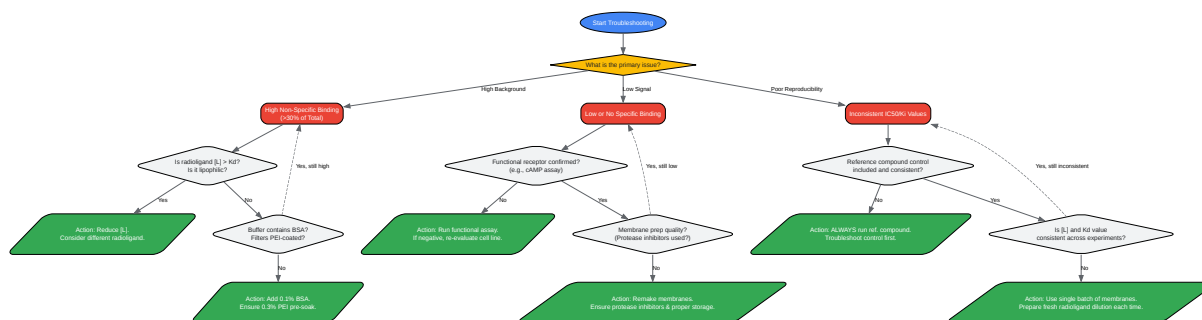 Start Troubleshooting
What is the primary issue?
High Background
Low Signal
Poor Reproducibility
High Non-Specific Binding
(>30% of Total)
Low or No Specific Binding
Inconsistent IC50/Ki Values
Is radioligand [L] > Kd?
Is it lipophilic?
Yes, still high
Functional receptor confirmed?
(e.g., cAMP assay)
Yes, still low
Reference compound control
included and consistent?
Yes, still inconsistent
Yes
No
No
Yes
No
Yes
Action: Reduce [L].
Consider different radioligand.
Buffer contains BSA?
Filters PEI-coated?
Action: Run functional assay.
If negative, re-evaluate cell line.
Membrane prep quality?
(Protease inhibitors used?)
Action: ALWAYS run ref. compound.
Troubleshoot control first.
Is [L] and Kd value
consistent across experiments?
No
No
No
Action: Add 0.1% BSA.
Ensure 0.3% PEI pre-soak.
Action: Remake membranes.
Ensure protease inhibitors & proper storage.
Action: Use single batch of membranes.
Prepare fresh radioligand dilution each time.